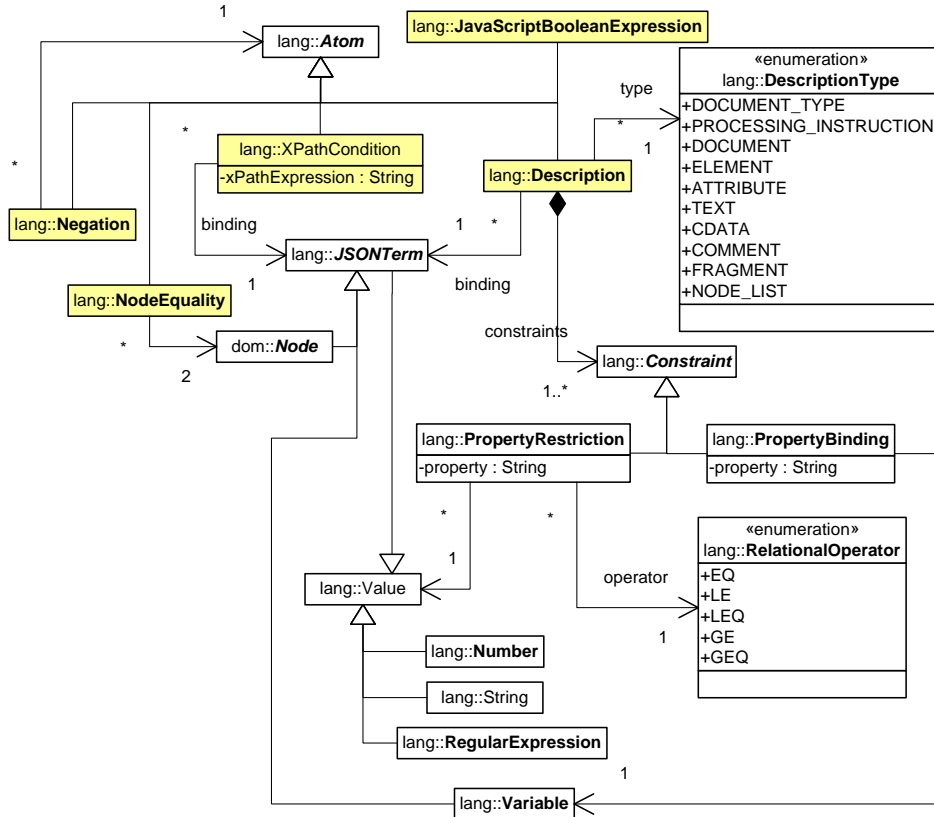 1
lang::Atom
lang::JavaScriptBooleanExpression
«enumeration»
lang::DescriptionType
+DOCUMENT_TYPE
+PROCESSING_INSTRUCTION
+DOCUMENT
+ELEMENT
+ATTRIBUTE
+TEXT
+CDATA
+COMMENT
+FRAGMENT
+NODE_LIST
type
*
1
*
*
lang::XPathCondition
-xPathExpression : String
lang::Description
lang::Negation
binding
1
1
*
binding
lang::JSONTerm
lang::NodeEquality
*
2
dom::Node
constraints
1..*
lang::Constraint
lang::PropertyRestriction
-property : String
lang::PropertyBinding
-property : String
*
1
*
operator
1
«enumeration»
lang::RelationalOperator
+EQ
+LE
+LEQ
+GE
+GEQ
lang::Value
lang::Number
lang::String
lang::RegularExpression
1
lang::Variable